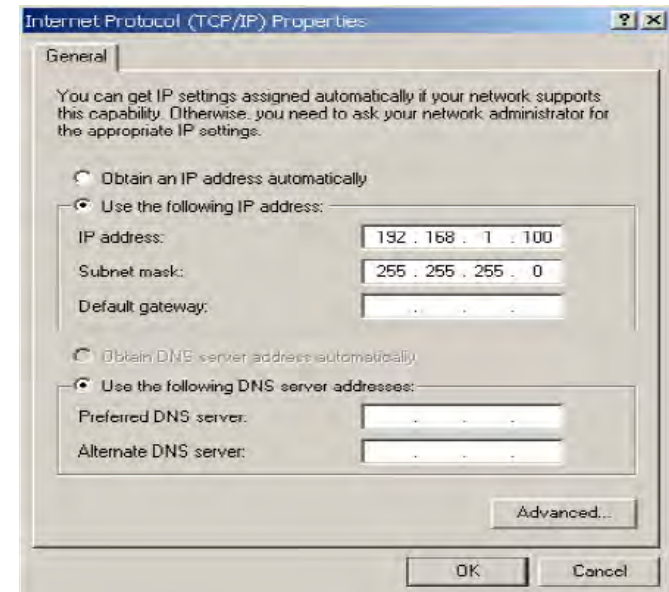 Internet Protocol (TCP/IP) Properties
? ×
General
You can get IP settings assigned automatically if your network supports
this capability. Otherwise, you need to ask your network administrator for
the appropriate IP settings.
Obtain an IP address automatically
Use the following IP address:
IP address: 192 . 168 . 1 . 100
Subnet mask: 255 . 255 . 255 . 0
Default gateway: . . .
Obtain DNS server address automatically
Use the following DNS server addresses:
Preferred DNS server: . . .
Alternate DNS server: . . .
Advanced...
OK Cancel